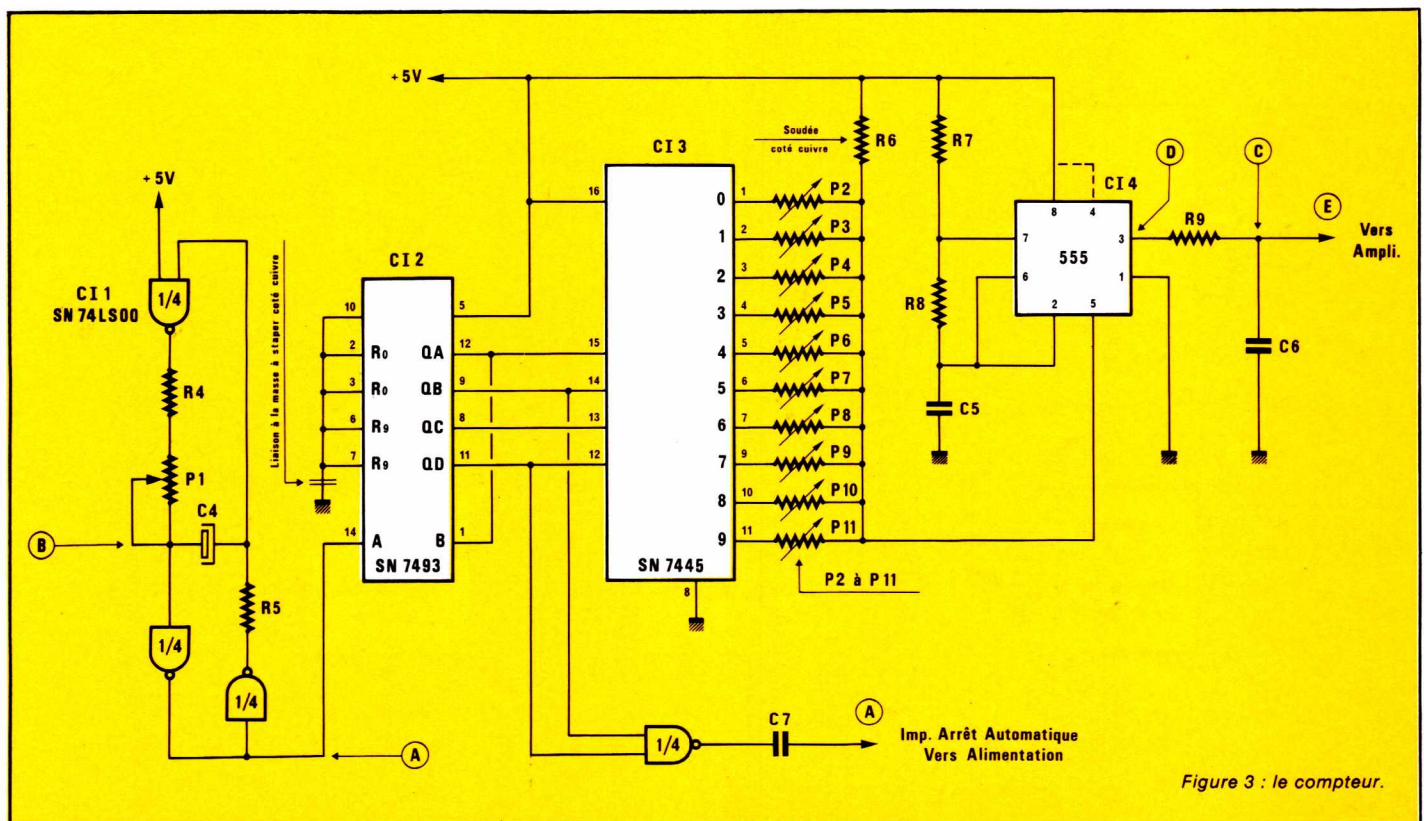 +5V
Soudée
coté cuivre
R6
R7
D
C
CI 3
CI 4
+5V
16
0
1
P2
8
4
R9
E
Vers
Ampli.
CI 1
SN 74LS00
1/4
Liaison à la masse à staper coté cuivre
CI 2
1
2
P3
7
3
555
6
1
2
3
P4
R8
2
5
10
5
3
4
P5
R4
2
R0
QA
12
15
4
5
P6
C6
3
R0
QB
9
14
5
6
P7
C5
6
R9
QC
8
13
6
7
P8
P1
7
R9
QD
11
12
7
9
P9
C4
8
10
P10
B
14
A
B
1
9
11
P11
SN 7493
SN 7445
P2 à P11
8
R5
1/4
1/4
A
1/4
C7
A
Imp. Arrêt Automatique
Vers Alimentation
Figure 3 : le compteur.